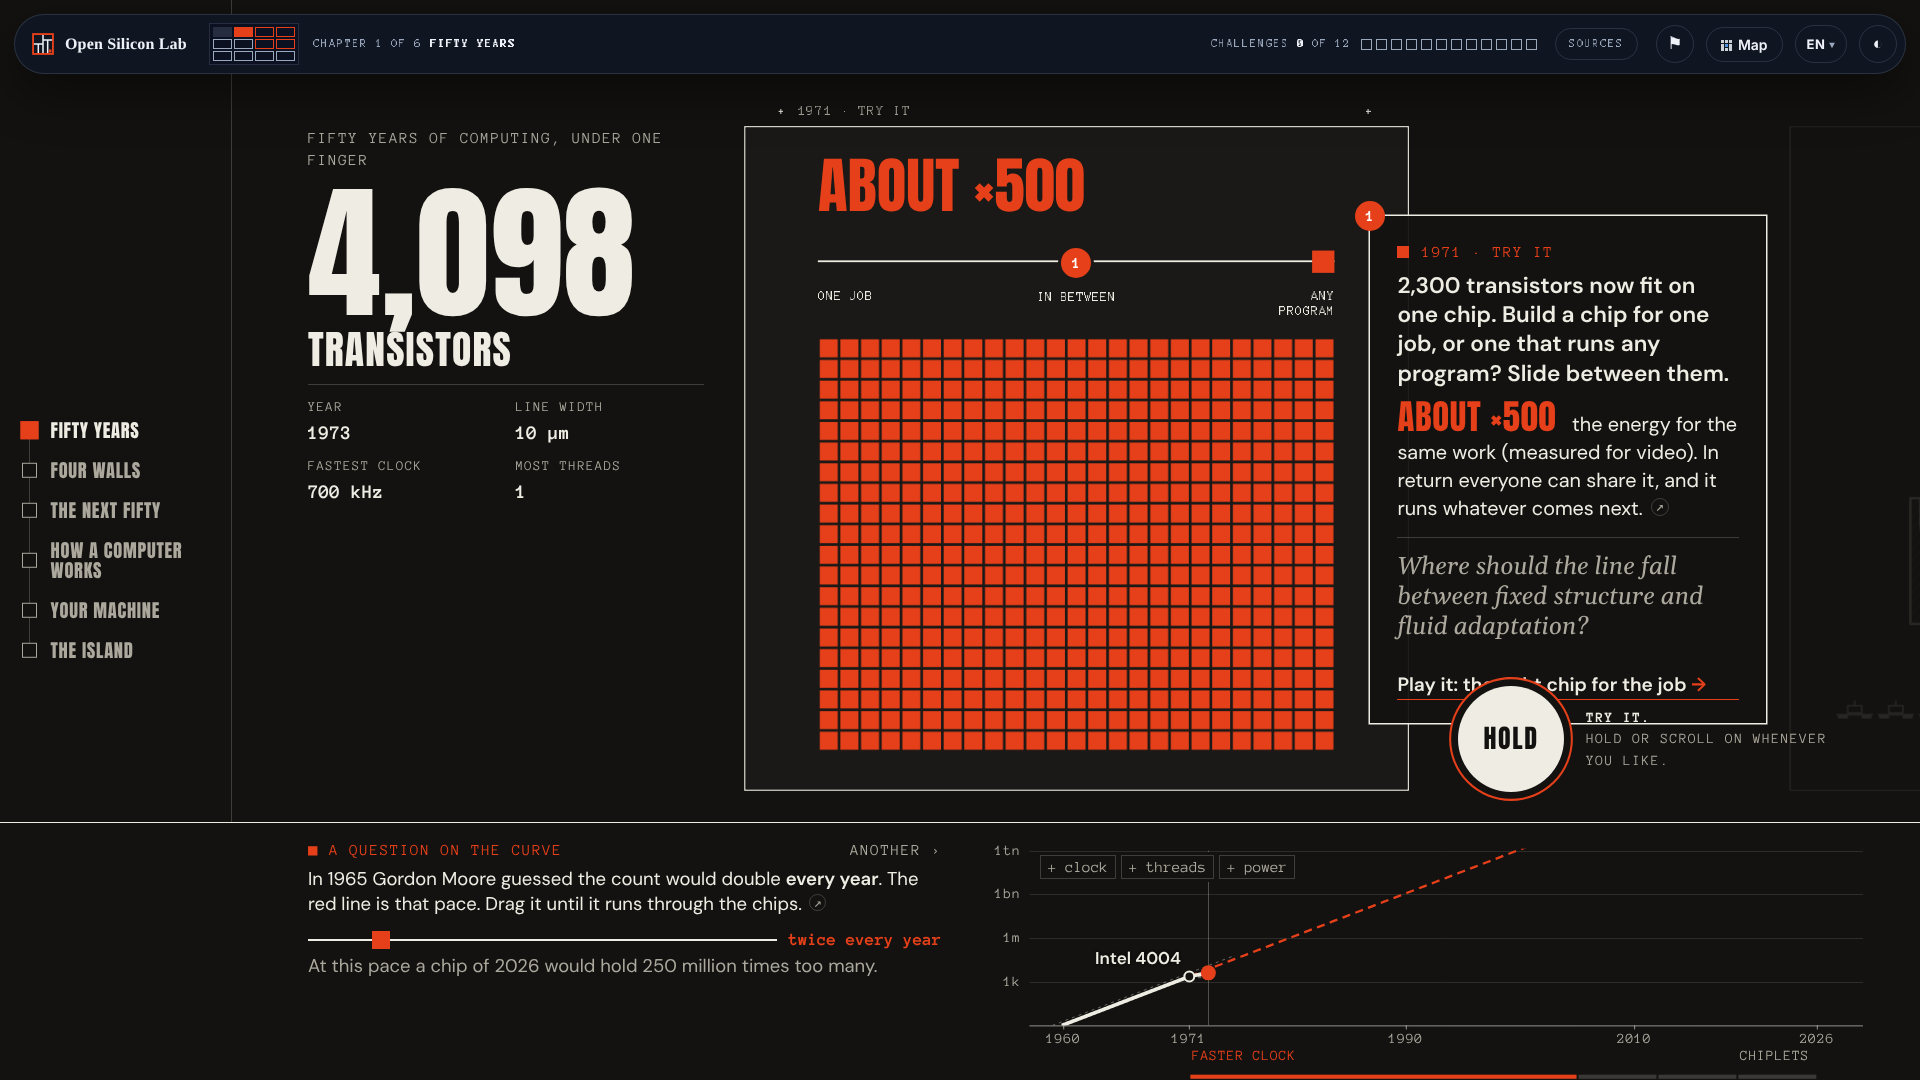 Open Silicon Lab
CHAPTER 1 OF 6 FIFTY YEARS
CHALLENGES 0 OF 12
SOURCES
Map
EN
FIFTY YEARS
FOUR WALLS
THE NEXT FIFTY
HOW A COMPUTER
WORKS
YOUR MACHINE
THE ISLAND
FIFTY YEARS OF COMPUTING, UNDER ONE
FINGER
4,098
TRANSISTORS
YEAR
1973
LINE WIDTH
10 µm
FASTEST CLOCK
700 kHz
MOST THREADS
1
1971 · TRY IT
ABOUT ×500
1
ONE JOB
IN BETWEEN
ANY
PROGRAM
1
1971 · TRY IT
2,300 transistors now fit on
one chip. Build a chip for one
job, or one that runs any
program? Slide between them.
ABOUT ×500 the energy for the
same work (measured for video). In
return everyone can share it, and it
runs whatever comes next. ↗
Where should the line fall
between fixed structure and
fluid adaptation?
Play it: chip for the job →
HOLD
TRY IT.
HOLD OR SCROLL ON WHENEVER
YOU LIKE.
A QUESTION ON THE CURVE
ANOTHER ›
In 1965 Gordon Moore guessed the count would double every year. The
red line is that pace. Drag it until it runs through the chips. ↗
twice every year
At this pace a chip of 2026 would hold 250 million times too many.
1tn
1bn
1m
1k
+ clock
+ threads
+ power
Intel 4004
1960
1971
1990
2010
2026
FASTER CLOCK
CHIPLETS